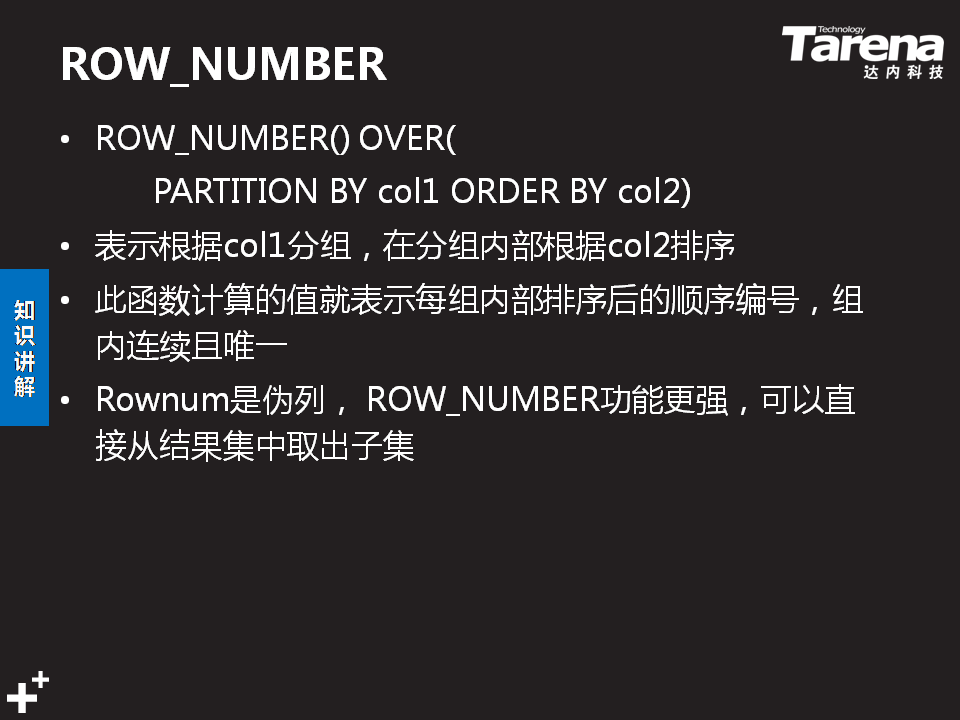 ROW_NUMBER
Technology
Tarena
达内科技
• ROW_NUMBER() OVER(
PARTITION BY col1 ORDER BY col2)
• 表示根据col1分组，在分组内部根据col2排序
• 此函数计算的值就表示每组内部排序后的顺序编号，组
内连续且唯一
• Rownum是伪列， ROW_NUMBER功能更强，可以直
接从结果集中取出子集
知识讲解